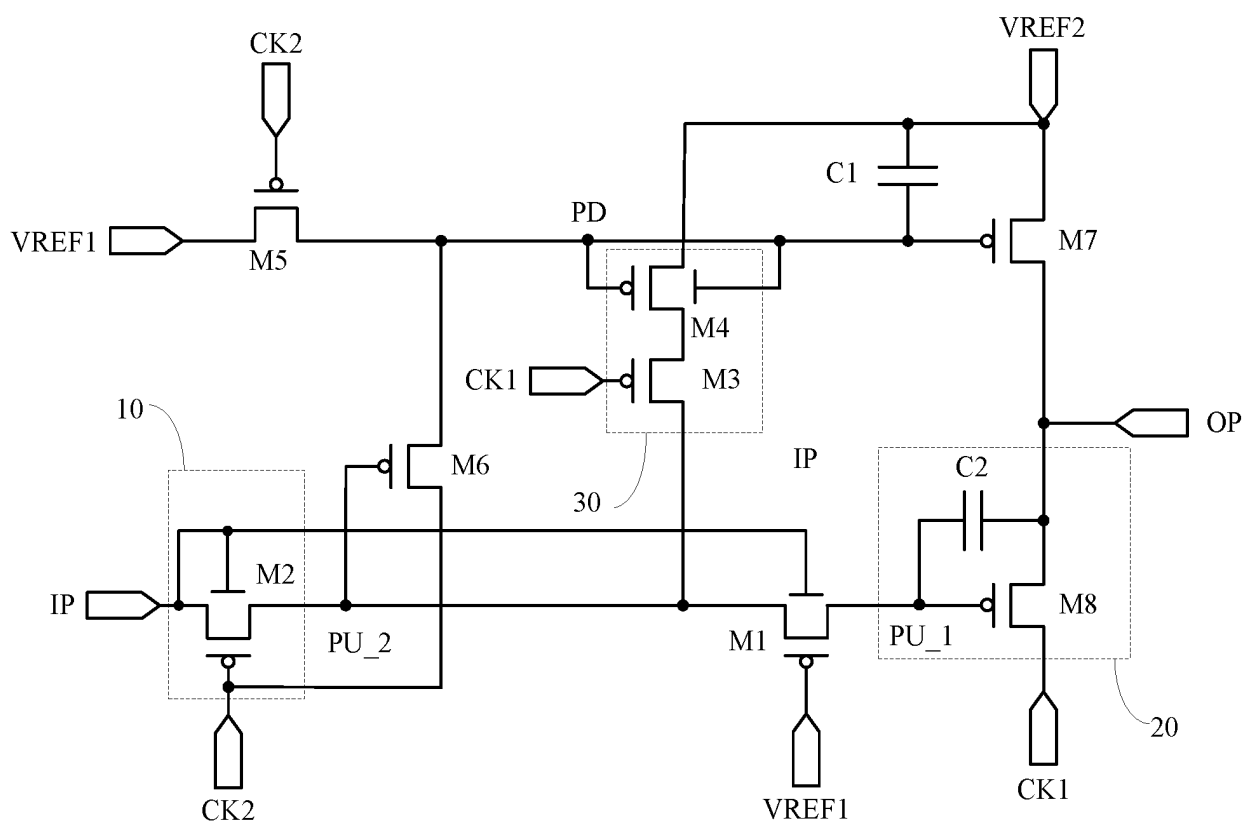 CK2
VREF2
C1
PD
VREF1
M5
M7
M4
CK1
M3
10
OP
M6
IP
C2
30
M2
IP
M8
PU_2
M1
PU_1
20
CK2
VREF1
CK1